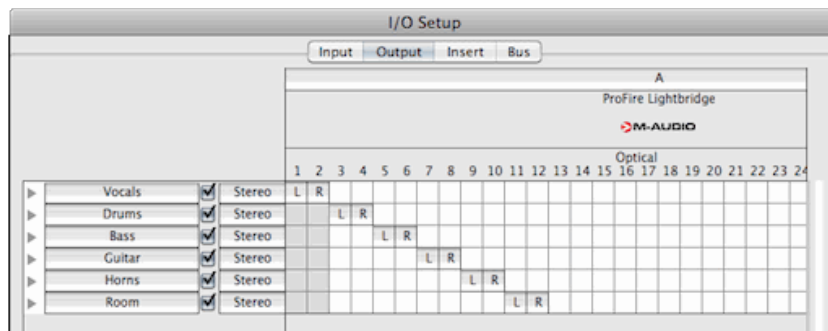 I/O Setup
Input Output Insert Bus
A
ProFire Lightbridge
M-AUDIO
Optical
1 2 3 4 5 6 7 8 9 10 11 12 13 14 15 16 17 18 19 20 21 22 23 24
Vocals Stereo L R
Drums Stereo L R
Bass Stereo L R
Guitar Stereo L R
Horns Stereo L R
Room Stereo L R